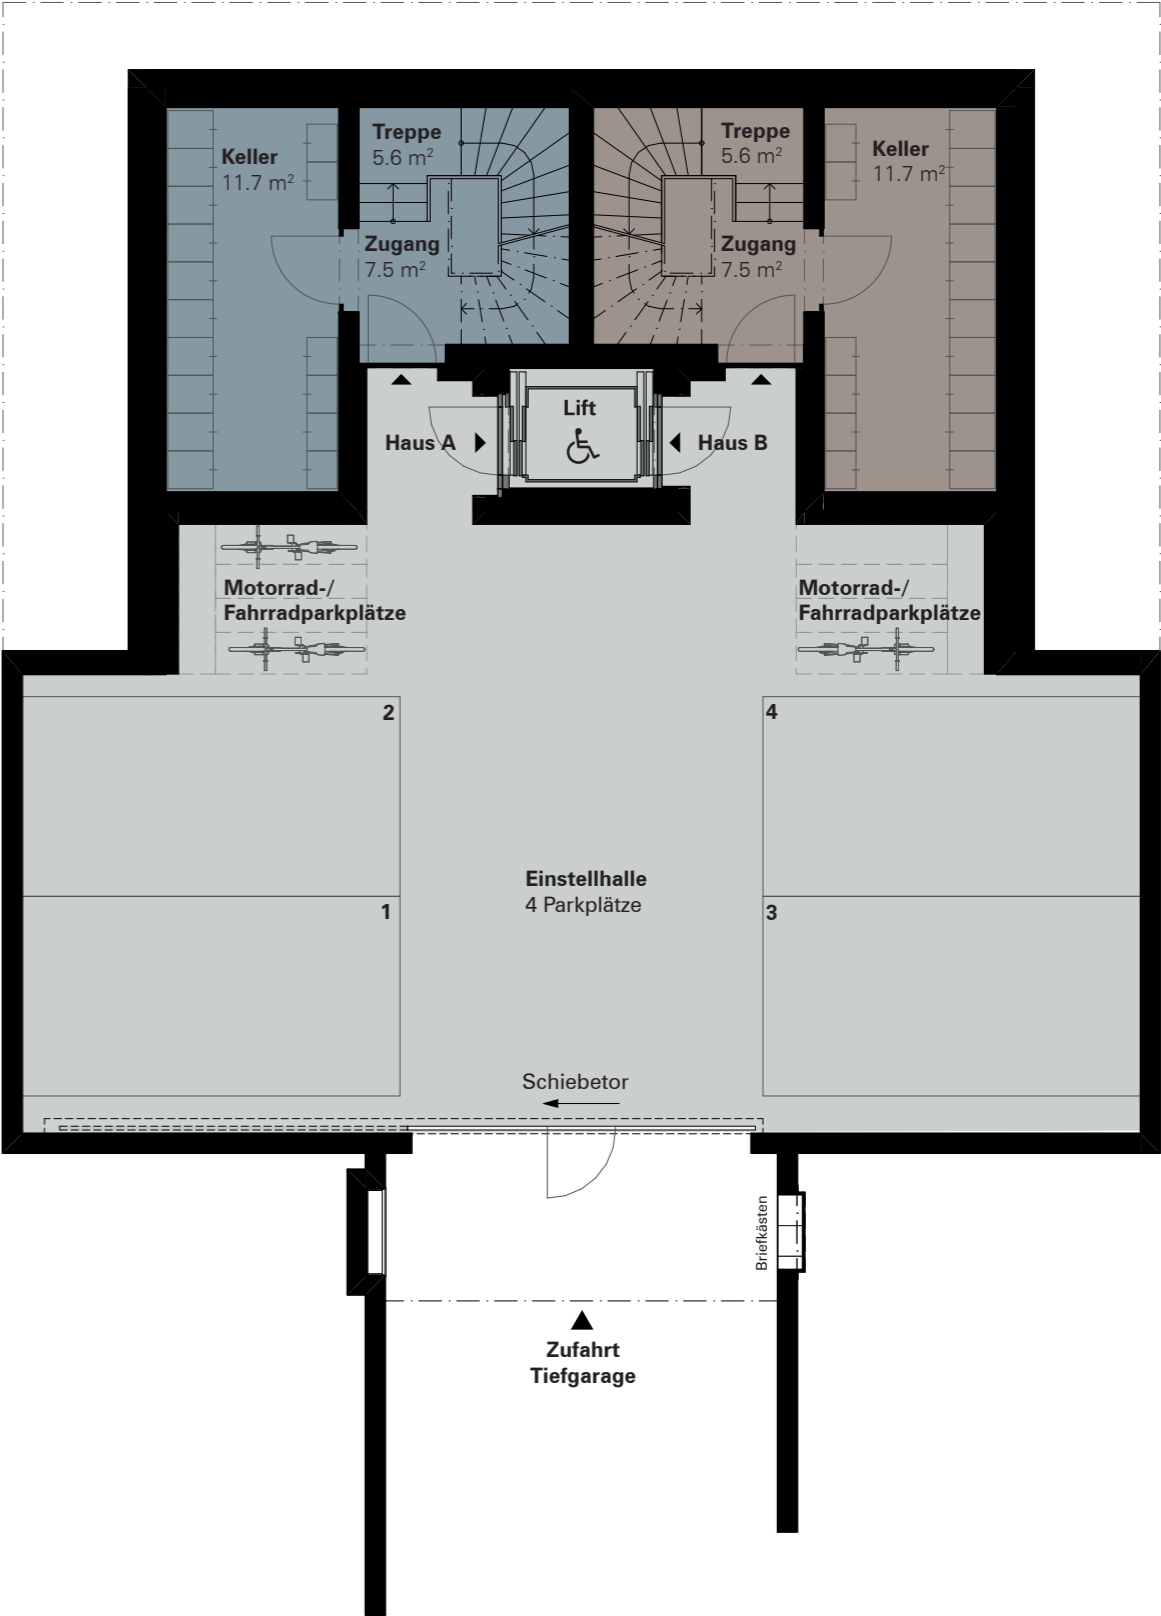 Treppe
5.6 m²
Treppe
5.6 m²
Keller
11.7 m²
Keller
11.7 m²
Zugang
7.5 m²
Zugang
7.5 m²
Lift
Haus A
Haus B
Motorrad-/
Fahrradparkplätze
Motorrad-/
Fahrradparkplätze
2
4
Einstellhalle
4 Parkplätze
1
3
Schiebetor
Briefkästen
Zufahrt
Tiefgarage